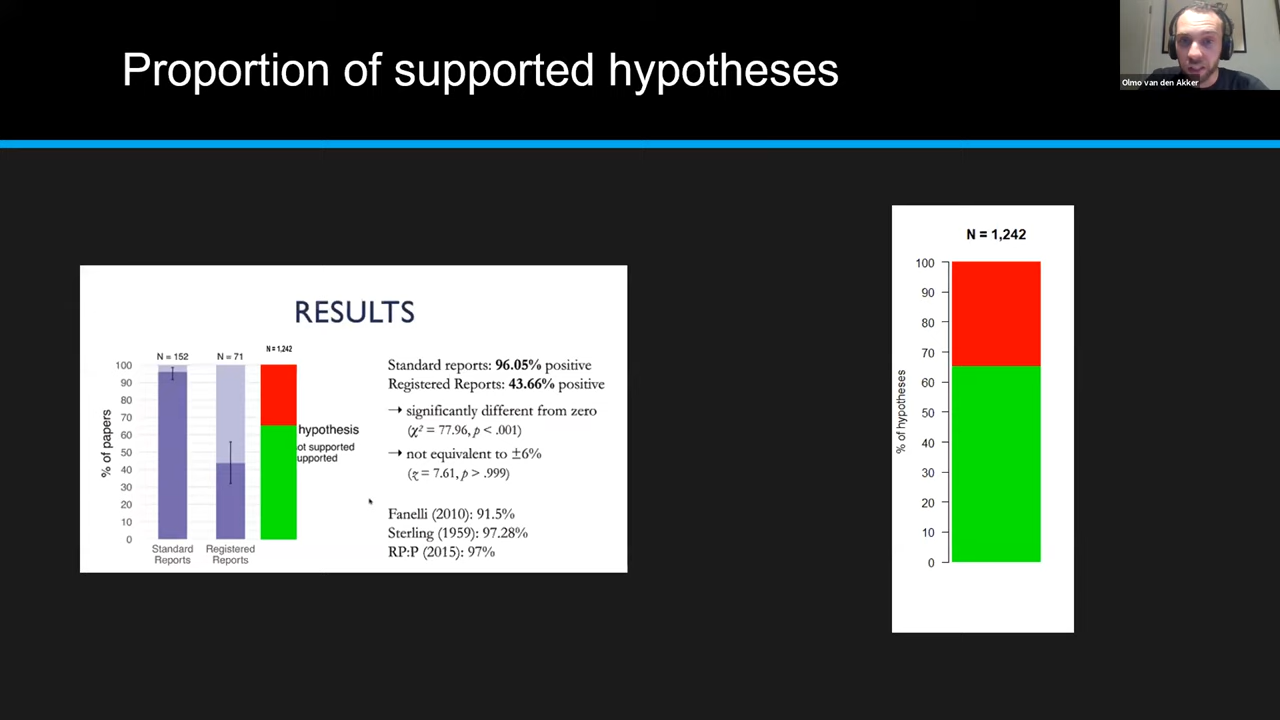 Proportion of supported hypotheses
Olmo van den Akker
RESULTS
N = 152
N = 71
N = 1,242
100
90
80
70
60
50
40
30
20
10
0
% of papers
Standard
Reports
Registered
Reports
hypothesis
ot supported
upported
Standard reports: 96.05% positive
Registered Reports: 43.66% positive
→ significantly different from zero
(χ² = 77.96, p < .001)
→ not equivalent to ±6%
(z = 7.61, p > .999)
Fanelli (2010): 91.5%
Sterling (1959): 97.28%
RP:P (2015): 97%
N = 1,242
100
90
80
70
60
50
40
30
20
10
0
% of hypotheses